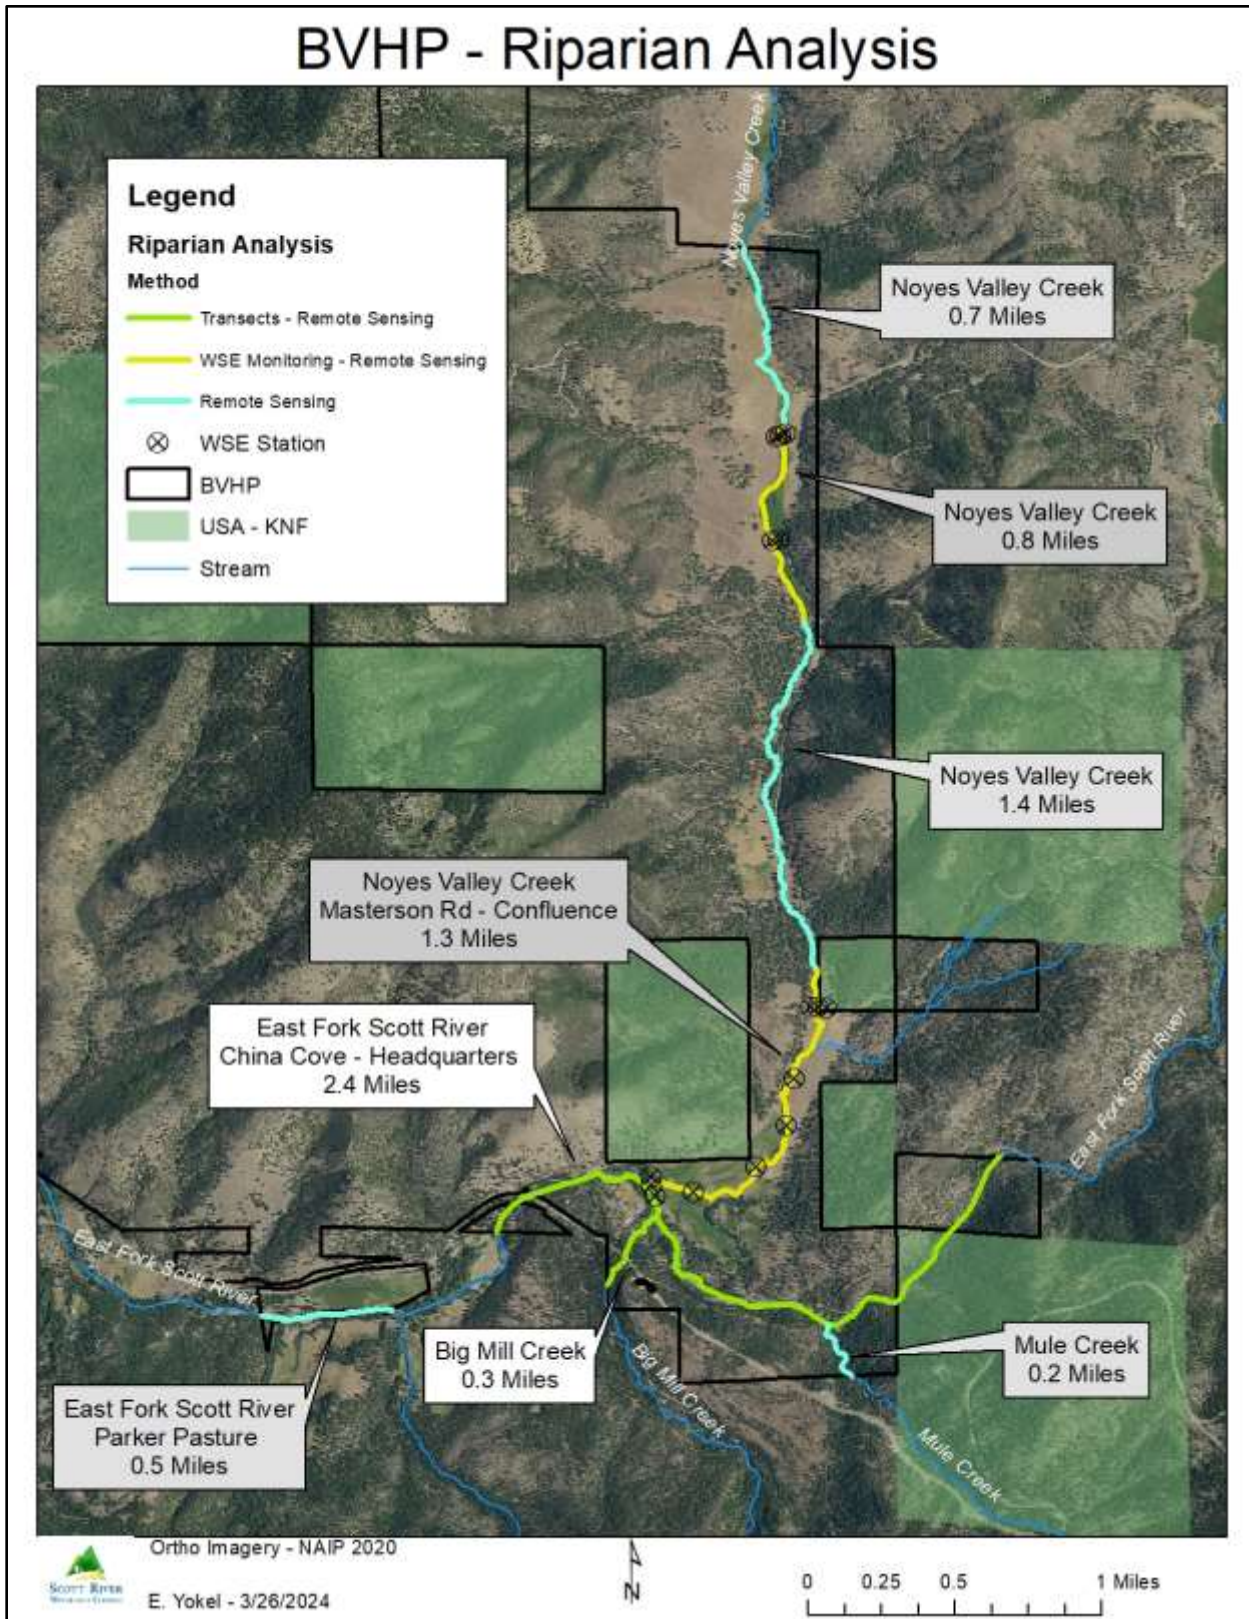 BVHP - Riparian Analysis
Legend
Riparian Analysis
Method
Transects - Remote Sensing
WSE Monitoring - Remote Sensing
Remote Sensing
WSE Station
BVHP
USA - KNF
Stream
Noyes Valley Creek
Noyes Valley Creek
0.7 Miles
Noyes Valley Creek
0.8 Miles
Noyes Valley Creek
1.4 Miles
Noyes Valley Creek
Masterson Rd - Confluence
1.3 Miles
East Fork Scott River
China Cove - Headquarters
2.4 Miles
East Fork Scott River
East Fork Scott River
Big Mill Creek
0.3 Miles
Big Mill Creek
Mule Creek
0.2 Miles
Mule Creek
East Fork Scott River
Parker Pasture
0.5 Miles
Ortho Imagery - NAIP 2020
SCOTT RIVER
E. Yokel - 3/26/2024
N
0 0.25 0.5 1 Miles